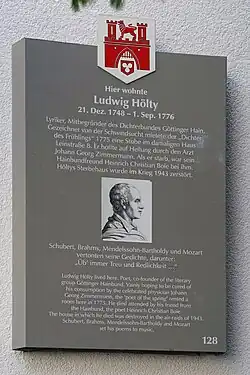 Hier wohnte
Ludwig Hölty
21. Dez. 1748 – 1. Sep. 1776
Lyriker, Mitbegründer des Dichterbundes Göttinger Hain.
Gezeichnet von der Schwindsucht mietete der „Dichter
des Frühlings" 1775 eine Stube im damaligen Haus
Leinstraße 8. Er hoffte auf Heilung durch den Arzt
Johann Georg Zimmermann. Als er starb, war sein
Hainbundfreund Heinrich Christian Boie bei ihm.
Höltys Sterbehaus wurde im Krieg 1943 zerstört.
Schubert, Brahms, Mendelssohn-Bartholdy und Mozart
vertonten seine Gedichte, darunter:
„Üb' immer Treu und Redlichkeit ..."
Ludwig Hölty lived here. Poet, co-founder of the literary
group Göttinger Hainbund. Vainly hoping to be cured of
his consumption by the celebrated physician Johann
Georg Zimmermann, the "poet of the spring" rented a
room here in 1775. He died attended by his friend from
the Hainbund, the poet Heinrich Christian Boie.
The house in which he died was destroyed in the air-raids of 1943.
Schubert, Brahms, Mendelssohn-Bartholdy and Mozart
set his poems to music.
128